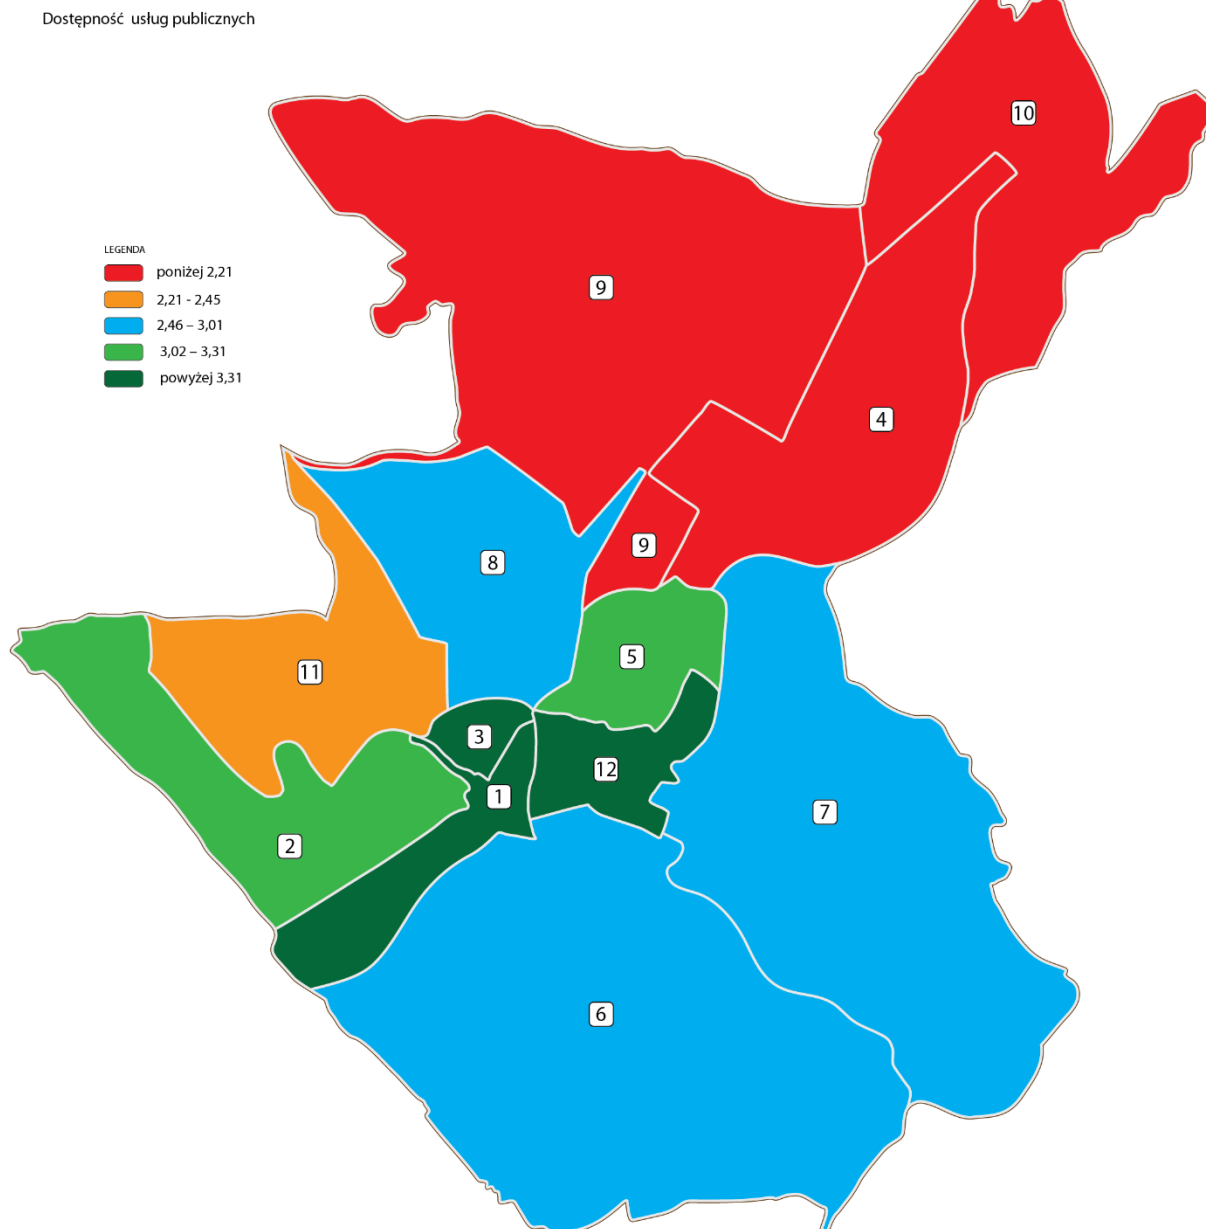 Dostępność usług publicznych
10
LEGENDA
poniżej 2,21
2,21 - 2,45
2,46 – 3,01
3,02 – 3,31
powyżej 3,31
9
4
9
8
5
11
3
12
1
7
2
6